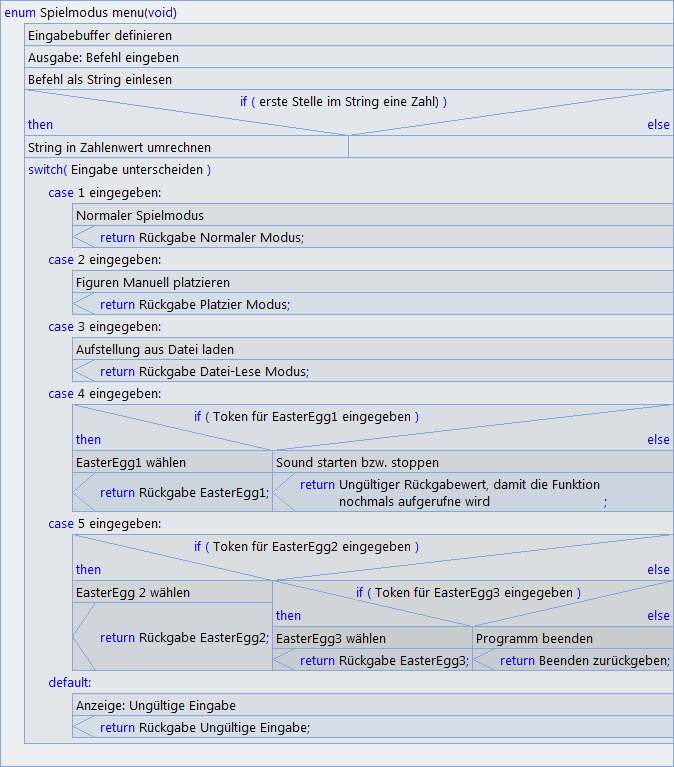 enum Spielmodus menu(void)
Eingabebuffer definieren
Ausgabe: Befehl eingeben
Befehl als String einlesen
if ( erste Stelle im String eine Zahl) )
then else
String in Zahlenwert umrechnen
switch( Eingabe unterscheiden )
case 1 eingegeben:
Normaler Spielmodus
return Rückgabe Normaler Modus;
case 2 eingegeben:
Figuren Manuell platzieren
return Rückgabe Platzier Modus;
case 3 eingegeben:
Aufstellung aus Datei laden
return Rückgabe Datei-Lese Modus;
case 4 eingegeben:
if ( Token für EasterEgg1 eingegeben )
then else
EasterEgg1 wählen
return Rückgabe EasterEgg1;
Sound starten bzw. stoppen
return Ungültiger Rückgabewert, damit die Funktion
nochmals aufgerufne wird ;
case 5 eingegeben:
if ( Token für EasterEgg2 eingegeben )
then else
EasterEgg 2 wählen
return Rückgabe EasterEgg2;
if ( Token für EasterEgg3 eingegeben )
then else
EasterEgg3 wählen
return Rückgabe EasterEgg3;
Programm beenden
return Beenden zurückgeben;
default:
Anzeige: Ungültige Eingabe
return Rückgabe Ungültige Eingabe;